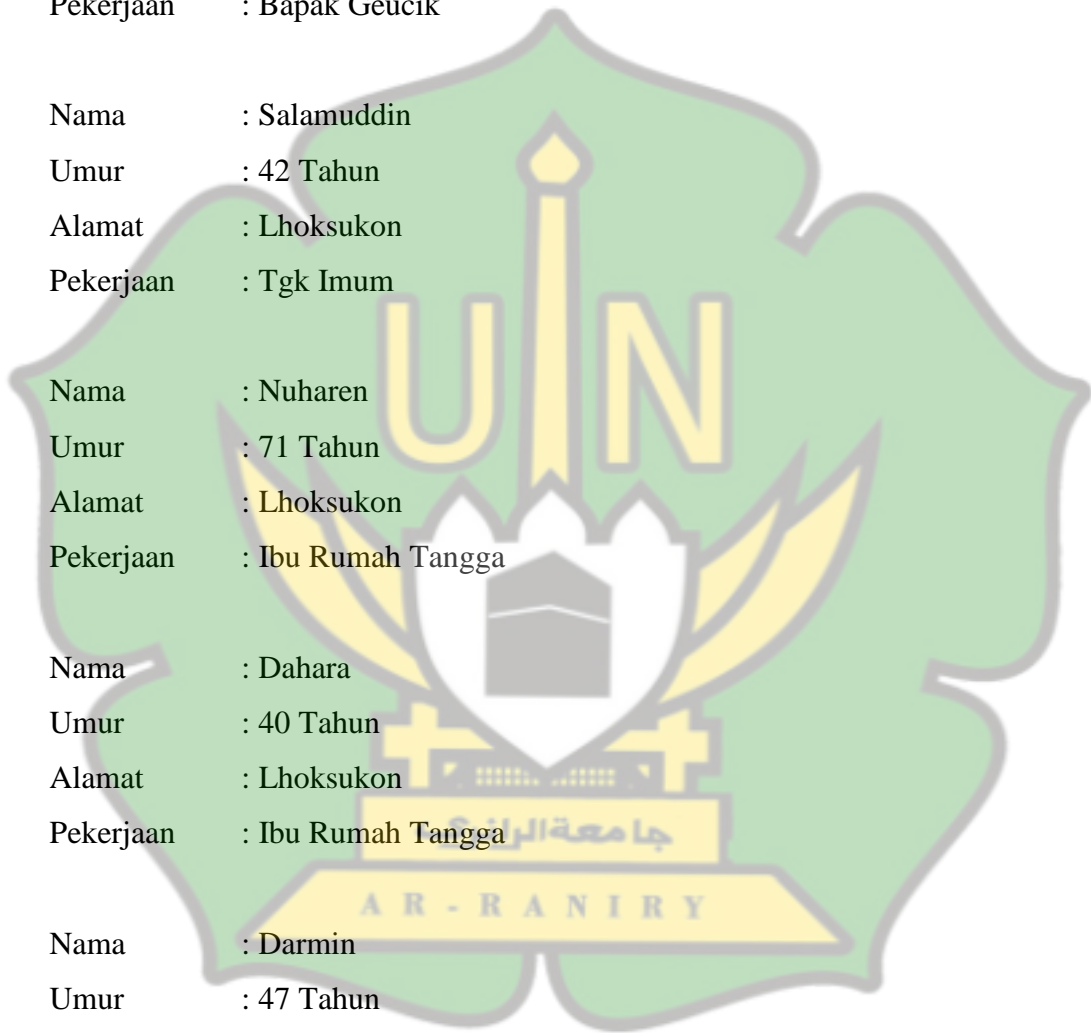 Pekerjaan : Bapak Geucik
Nama : Salamuddin
Umur : 42 Tahun
Alamat : Lhoksukon
Pekerjaan : Tgk Imum
UIN
Nama : Nuharen
Umur : 71 Tahun
Alamat : Lhoksukon
Pekerjaan : Ibu Rumah Tangga
Nama : Dahara
Umur : 40 Tahun
Alamat : Lhoksukon
Pekerjaan : Ibu Rumah Tangga
جامعة الرانري
AR-RANIRY
Nama : Darmin
Umur : 47 Tahun